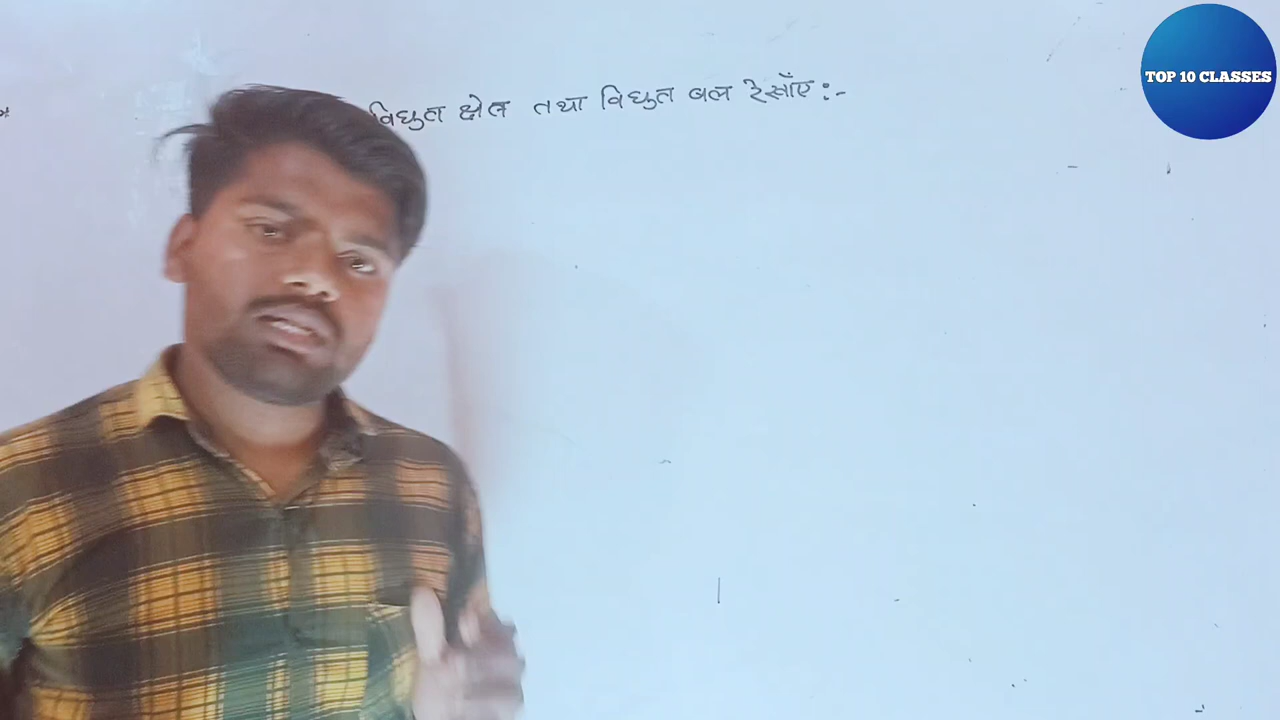 विद्युत क्षेत्र तथा विद्युत बल रेखाएँ :-
TOP 10 CLASSES